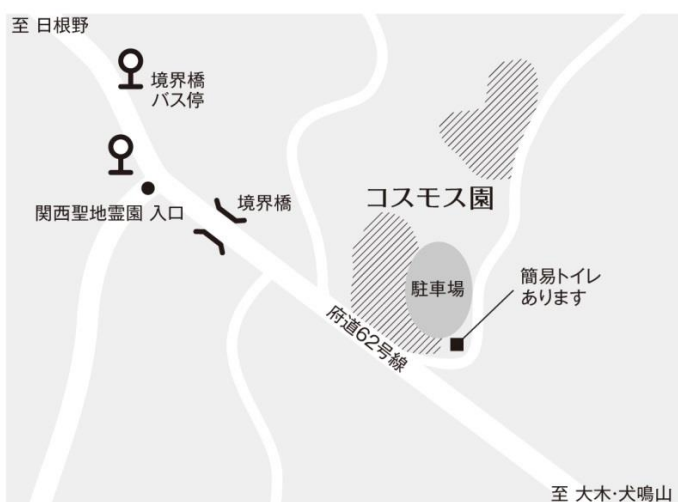 至 日根野
境界橋
バス停
関西聖地霊園 入口
境界橋
コスモス園
駐車場
簡易トイレ
あります
府道62号線
至 大木・犬鳴山